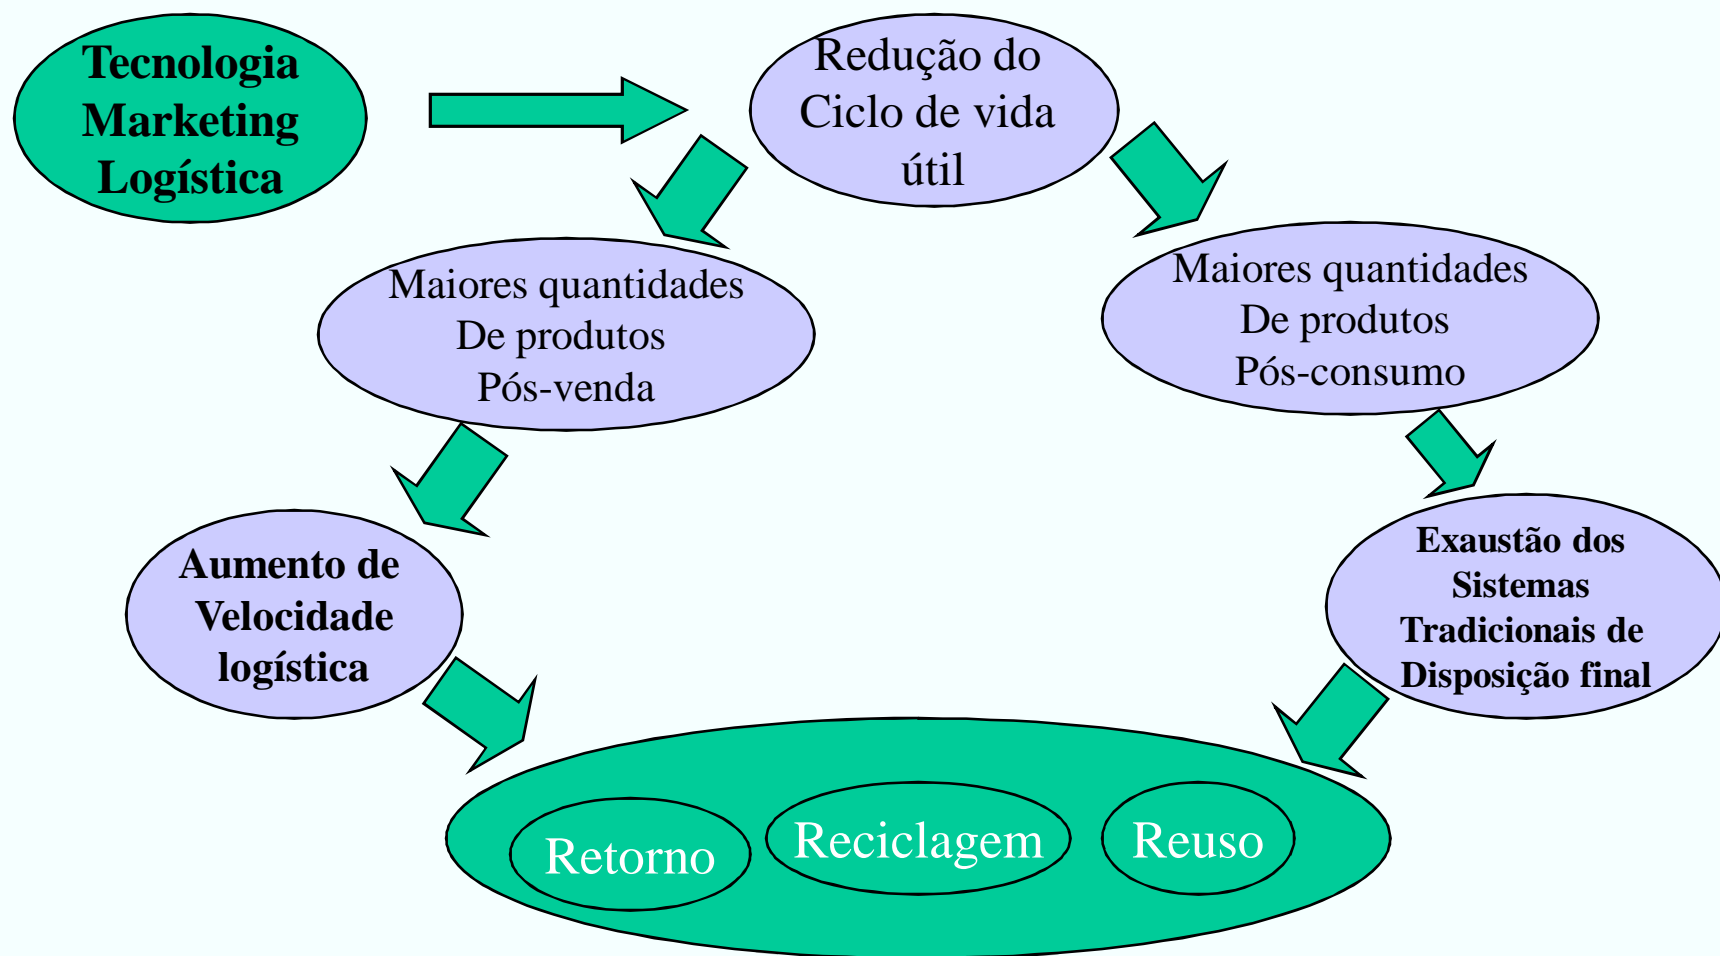 Tecnologia
Marketing
Logística
Redução do
Ciclo de vida
útil
Maiores quantidades
De produtos
Pós-venda
Maiores quantidades
De produtos
Pós-consumo
Aumento de
Velocidade
logística
Exaustão dos
Sistemas
Tradicionais de
Disposição final
Retorno
Reciclagem
Reuso